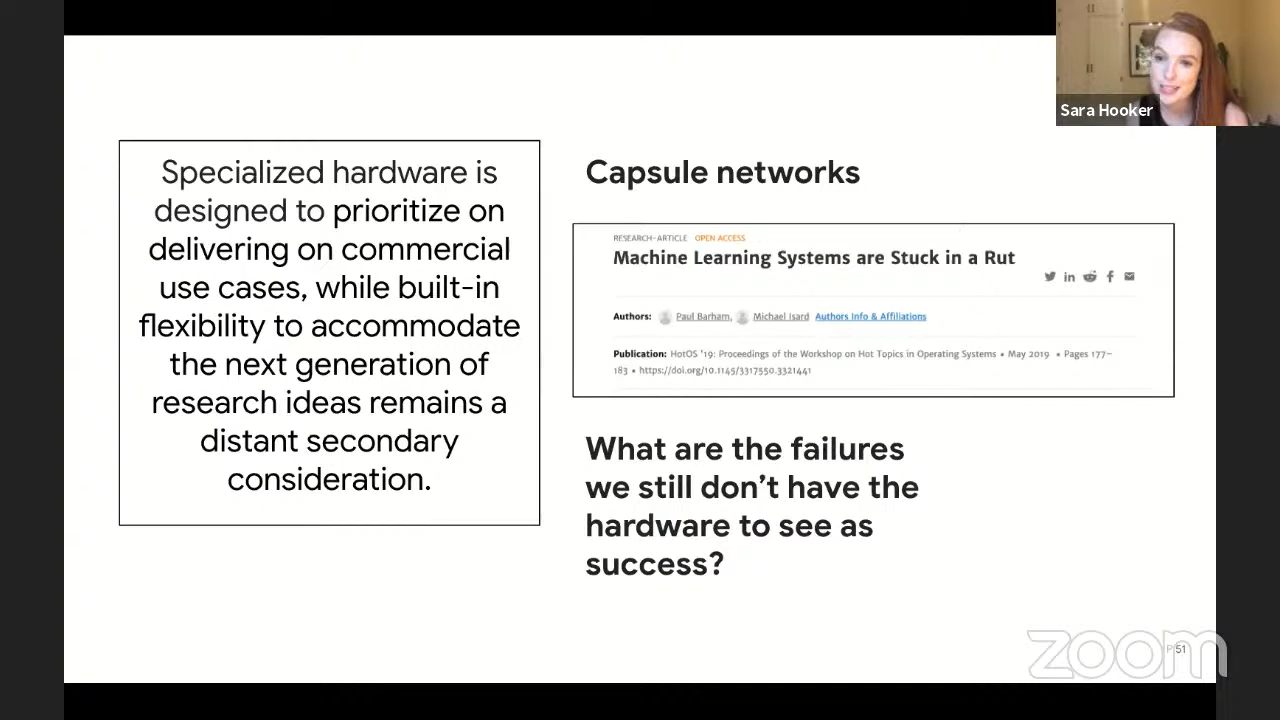 Sara Hooker
Specialized hardware is
designed to prioritize on
delivering on commercial
use cases, while built-in
flexibility to accommodate
the next generation of
research ideas remains a
distant secondary
consideration.
Capsule networks
RESEARCH-ARTICLE OPEN ACCESS
Machine Learning Systems are Stuck in a Rut
Authors: Paul Barham, Michael Isard Authors Info & Affiliations
Publication: HotOS '19: Proceedings of the Workshop on Hot Topics in Operating Systems • May 2019 • Pages 177–
183 • https://doi.org/10.1145/3317550.3321441
What are the failures
we still don't have the
hardware to see as
success?
zoom
P 51